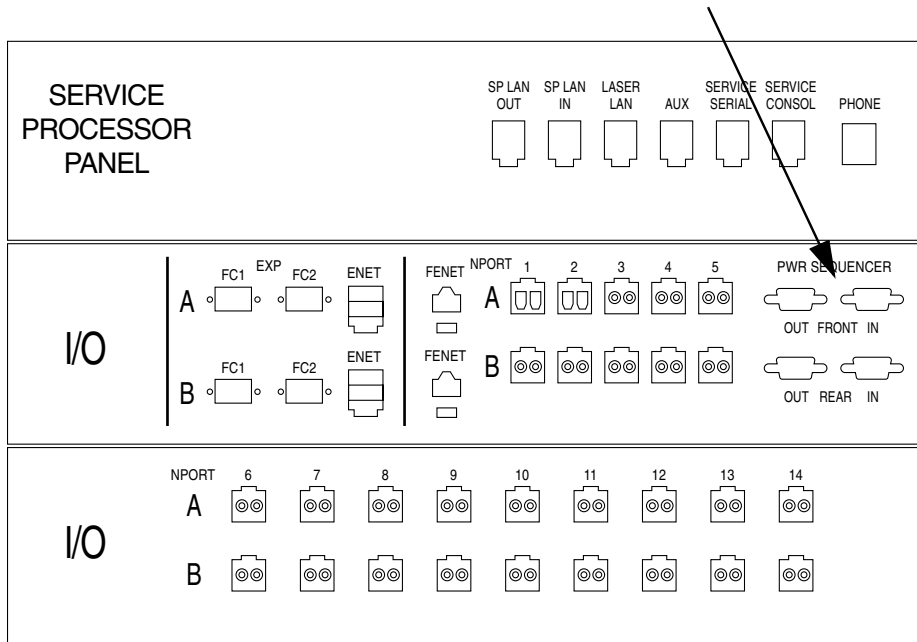 SERVICE
PROCESSOR
PANEL
SP LAN OUT
SP LAN IN
LASER LAN
AUX
SERVICE SERIAL
SERVICE CONSOL
PHONE
I/O
EXP
A
FC1 FC2 ENET
B
FC1 FC2 ENET
FENET
FENET
NPORT 1 2 3 4 5
A
B
PWR SEQUENCER
OUT FRONT IN
OUT REAR IN
I/O
NPORT 6 7 8 9 10 11 12 13 14
A
B